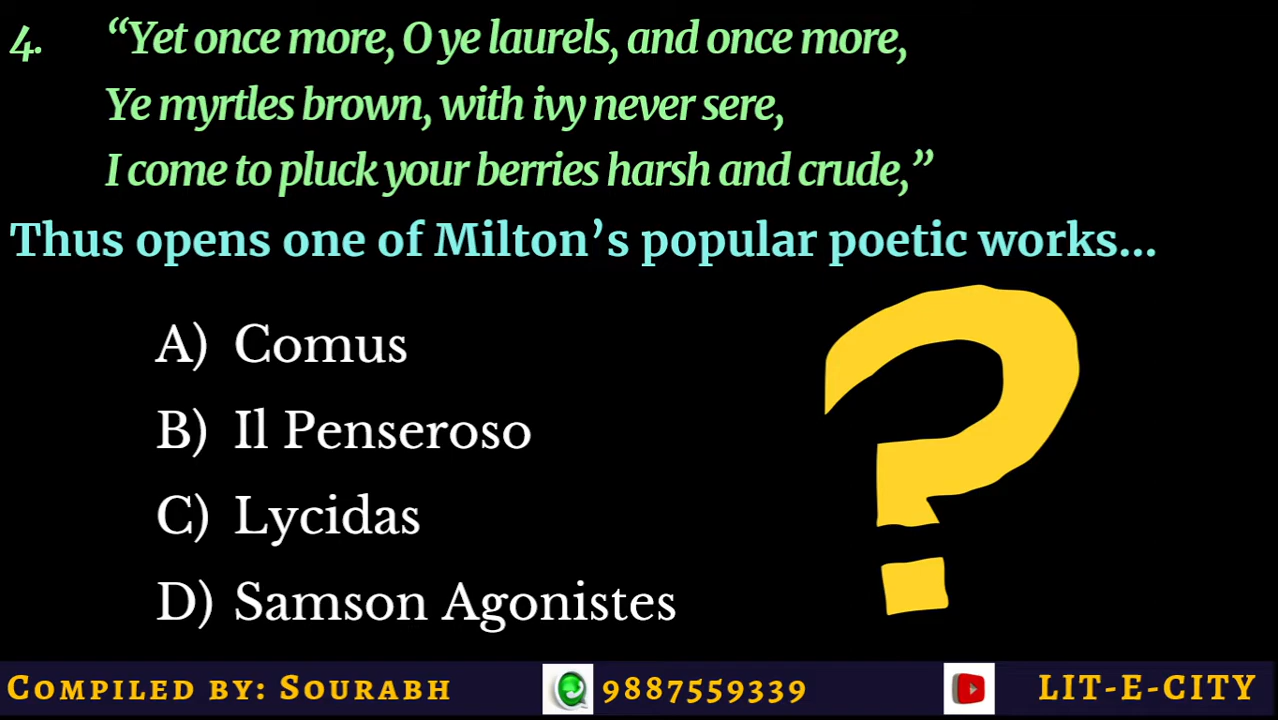 4. “Yet once more, O ye laurels, and once more,
Ye myrtles brown, with ivy never sere,
I come to pluck your berries harsh and crude,”
Thus opens one of Milton’s popular poetic works...
A) Comus
B) Il Penseroso
C) Lycidas
D) Samson Agonistes
?
Compiled by: Sourabh 9887559339 LIT-E-CITY